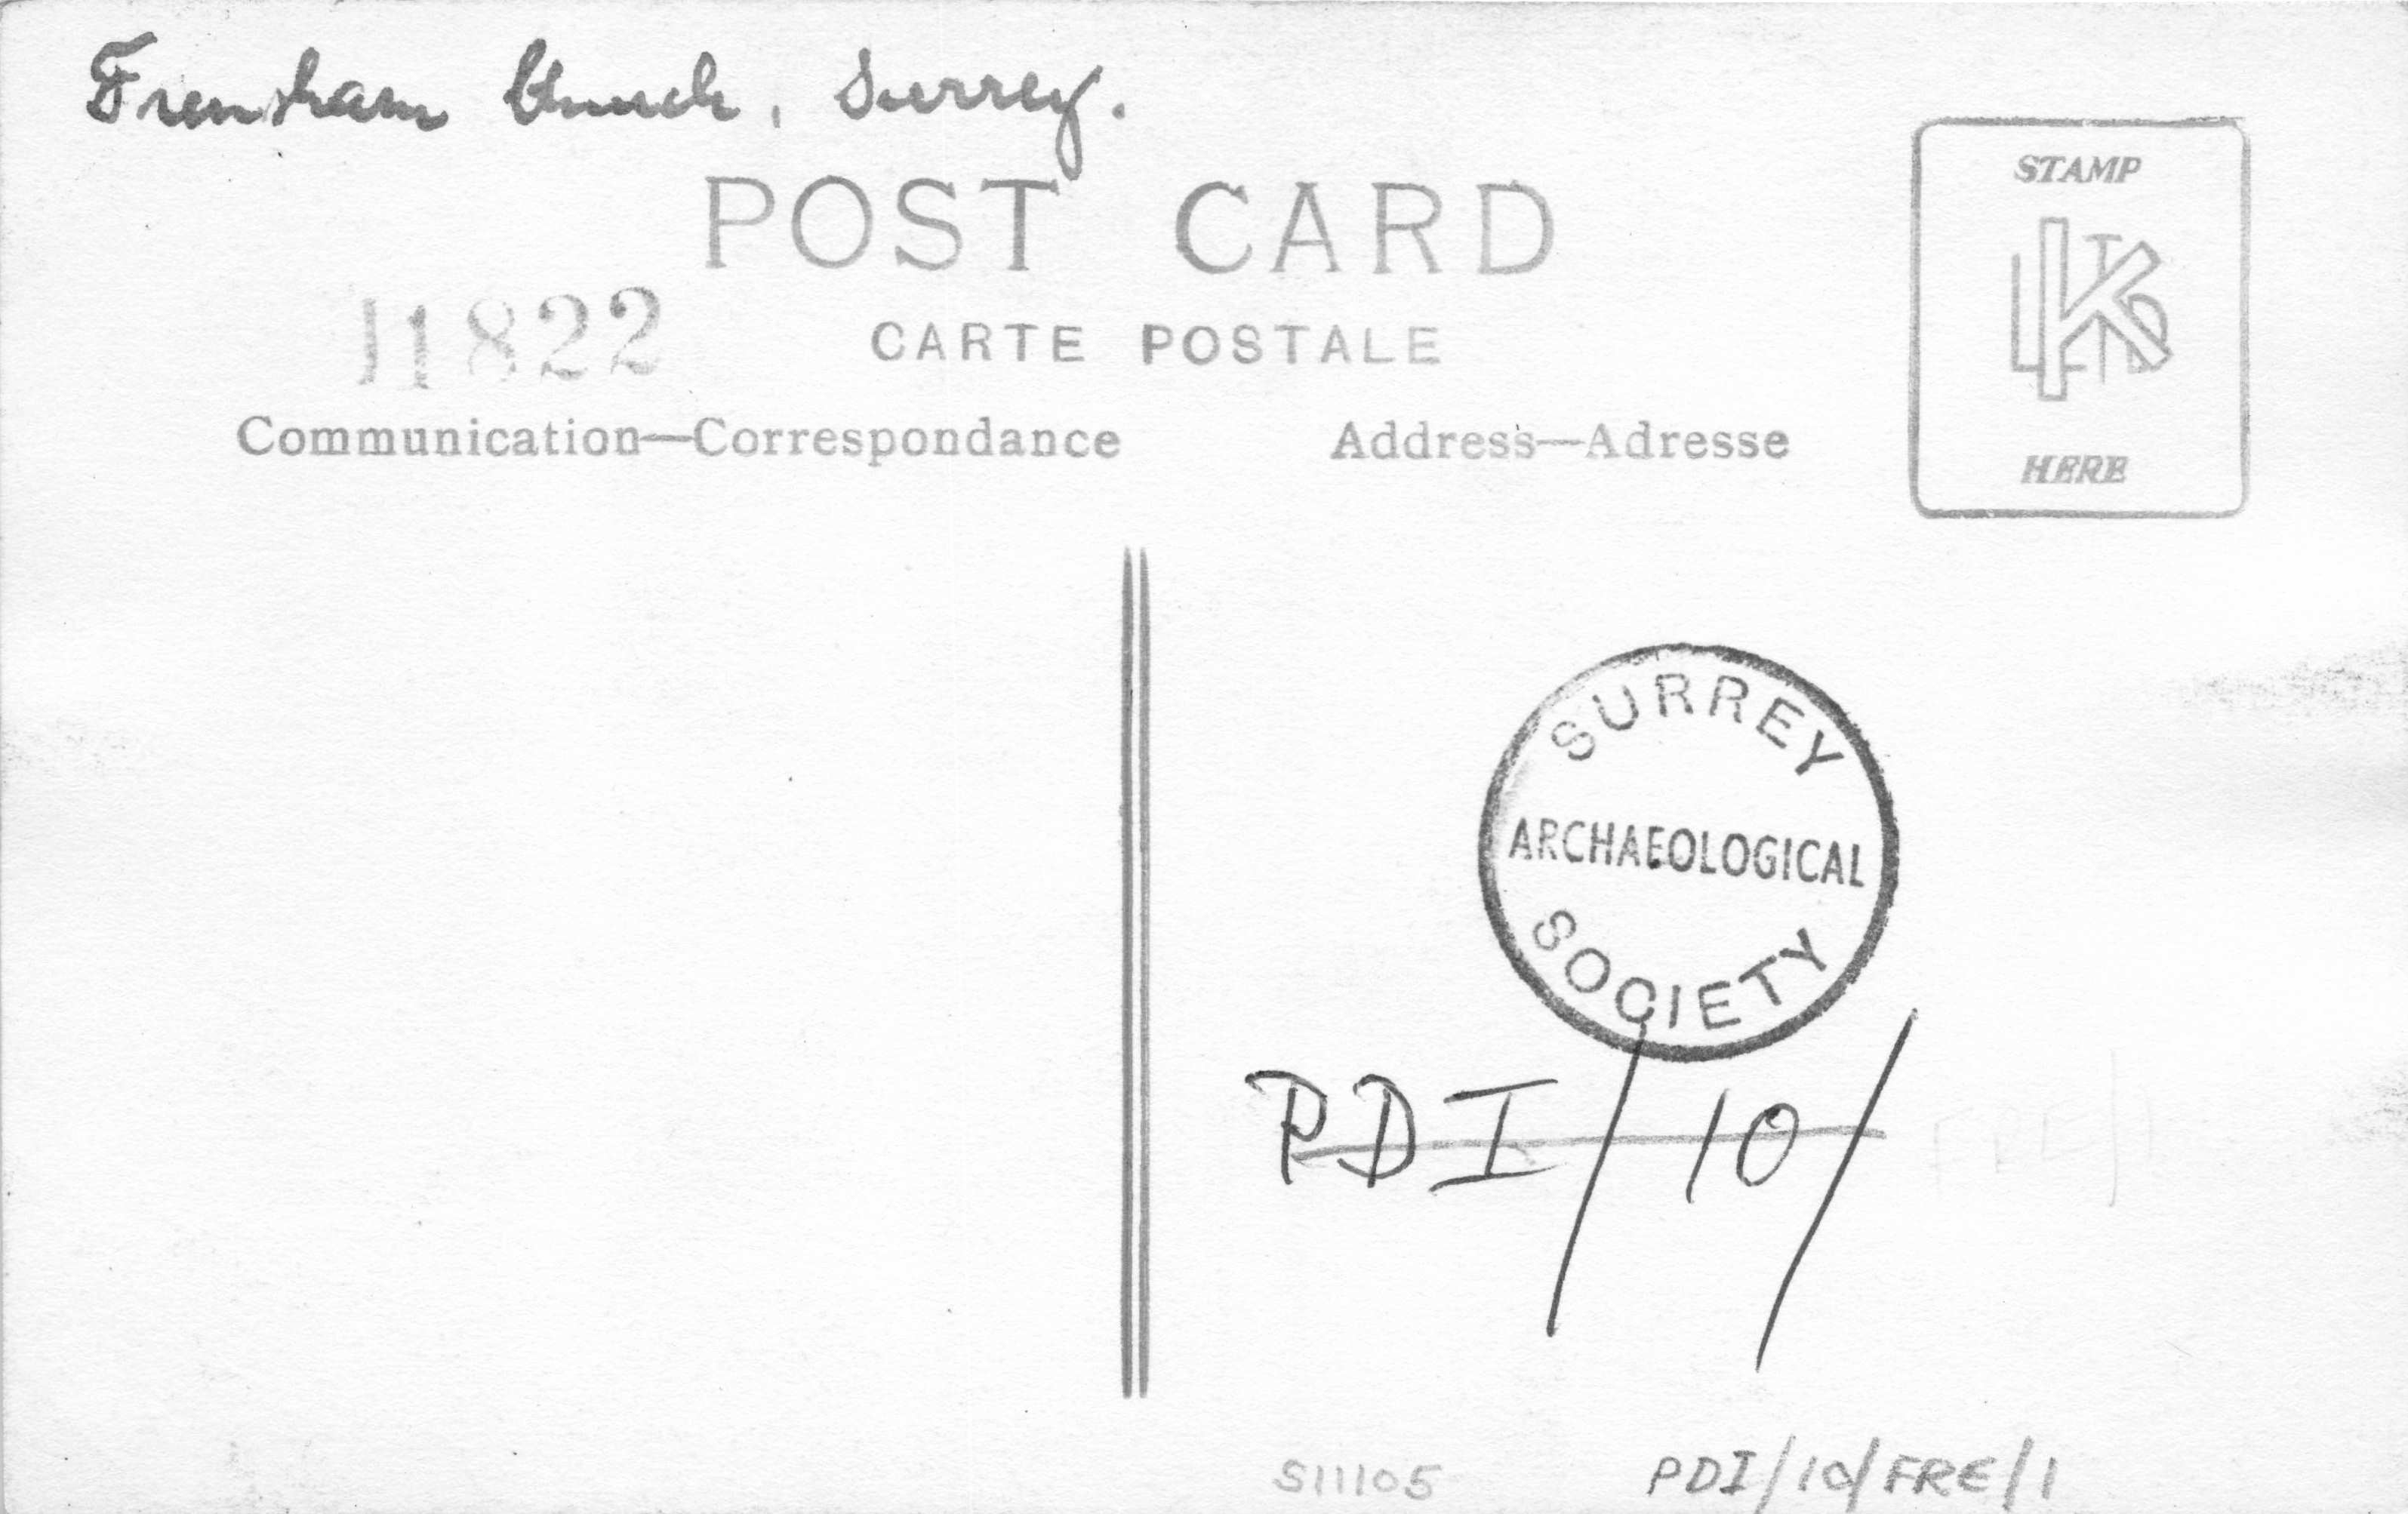 Frensham Church, Surrey.
POST CARD
STAMP
K LTD
HERE
11822
CARTE POSTALE
Communication—Correspondance
Address—Adresse
SURREY
ARCHAEOLOGICAL
SOCIETY
PDI/10/
S11105
PDI/10/FRE/1